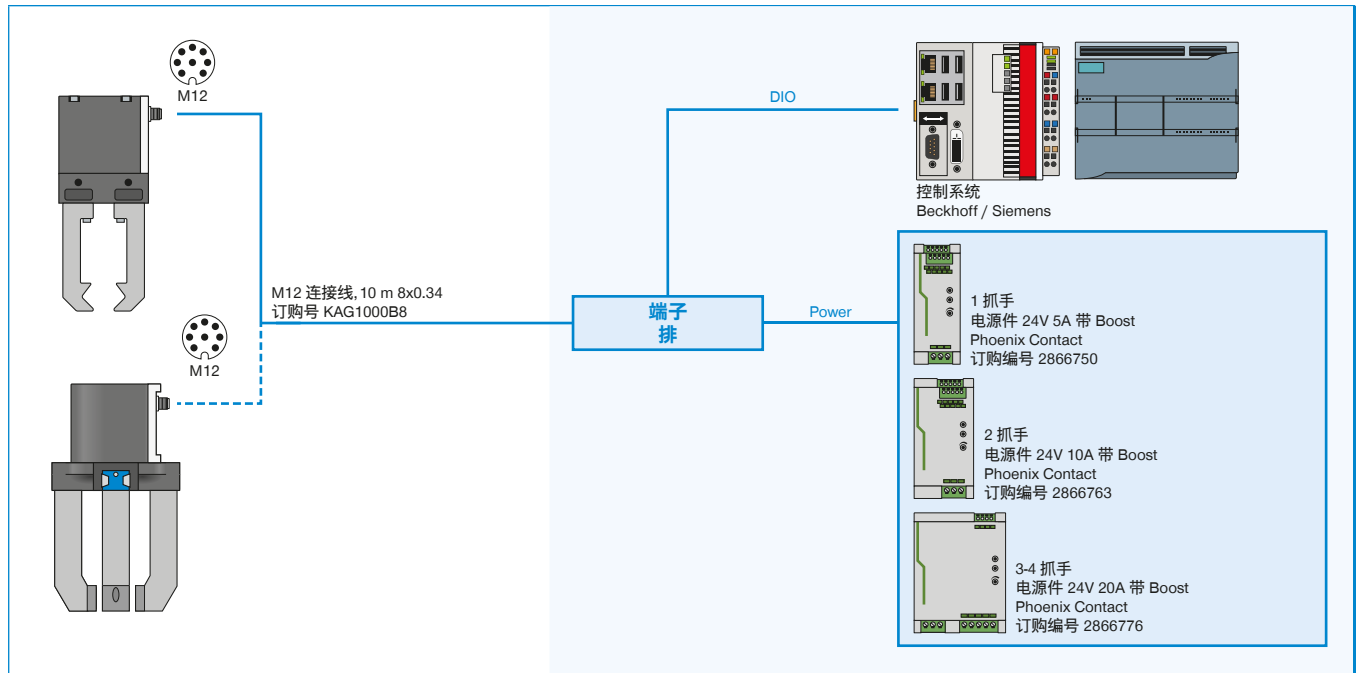 M12
DIO
控制系统
Beckhoff / Siemens
M12 连接线, 10 m 8x0.34
订购号 KAG1000B8
M12
端子
排
Power
1 抓手
电源件 24V 5A 带 Boost
Phoenix Contact
订购编号 2866750
2 抓手
电源件 24V 10A 带 Boost
Phoenix Contact
订购编号 2866763
3-4 抓手
电源件 24V 20A 带 Boost
Phoenix Contact
订购编号 2866776